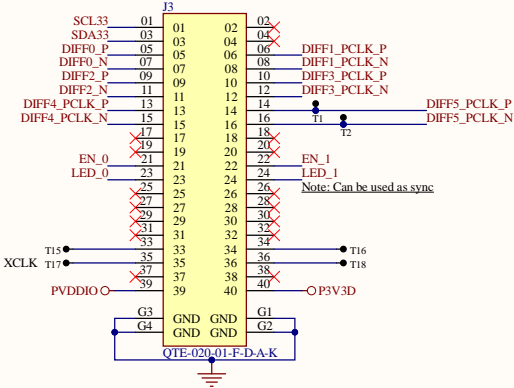 J3
SCL33 01 01 02 02
SDA33 03 03 04 04
DIFF0_P 05 05 06 06 DIFF1_PCLK_P
DIFF0_N 07 07 08 08 DIFF1_PCLK_N
DIFF2_P 09 09 10 10 DIFF3_PCLK_P
DIFF2_N 11 11 12 12 DIFF3_PCLK_N
DIFF4_PCLK_P 13 13 14 14 T1 DIFF5_PCLK_P
DIFF4_PCLK_N 15 15 16 16 T2 DIFF5_PCLK_N
17 17 18 18
19 19 20 20
EN_0 21 21 22 22 EN_1
LED_0 23 23 24 24 LED_1
Note: Can be used as sync
25 25 26 26
27 27 28 28
29 29 30 30
31 31 32 32
T15 33 33 34 34 T16
XCLK T17 35 35 36 36 T18
37 37 38 38
PVDDIO 39 39 40 40 P3V3D
G3 GND GND G1
G4 GND GND G2
QTE-020-01-F-D-A-K